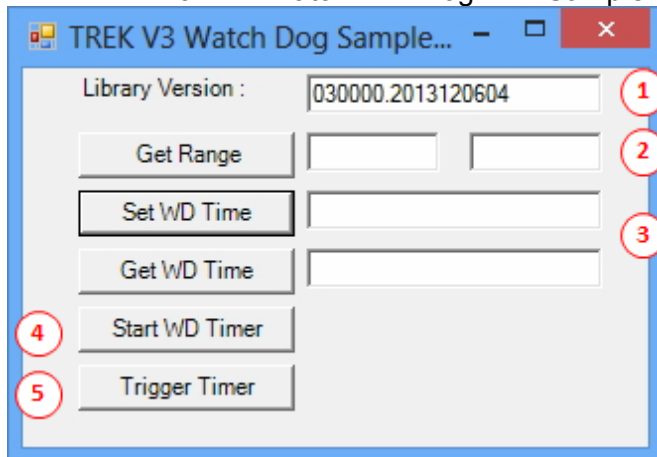 TREK V3 Watch Dog Sample...
Library Version : 030000.2013120604 1
Get Range 2
Set WD Time
3
Get WD Time
4 Start WD Timer
5 Trigger Timer